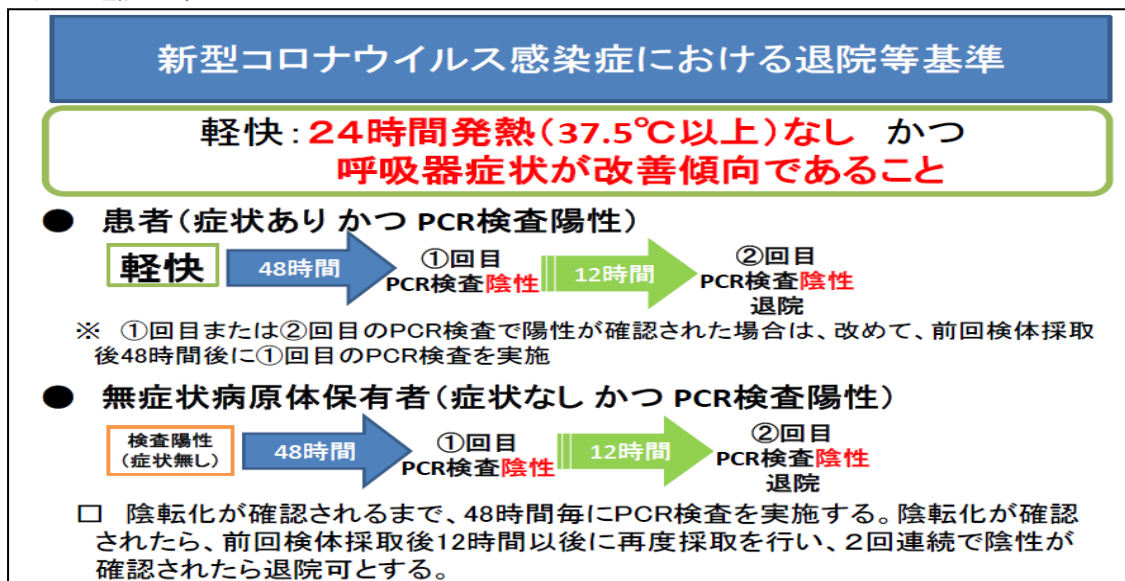 新型コロナウイルス感染症における退院等基準
軽快：24時間発熱（37.5℃以上）なし　かつ
呼吸器症状が改善傾向であること
● 患者（症状あり かつ PCR検査陽性）
軽快
48時間
①回目
PCR検査陰性
12時間
②回目
PCR検査陰性
退院
※ ①回目または②回目のPCR検査で陽性が確認された場合は、改めて、前回検体採取
後48時間後に①回目のPCR検査を実施
● 無症状病原体保有者（症状なし かつ PCR検査陽性）
検査陽性
（症状無し）
48時間
①回目
PCR検査陰性
12時間
②回目
PCR検査陰性
退院
□ 陰転化が確認されるまで、48時間毎にPCR検査を実施する。陰転化が確認
されたら、前回検体採取後12時間以後に再度採取を行い、２回連続で陰性が
確認されたら退院可とする。